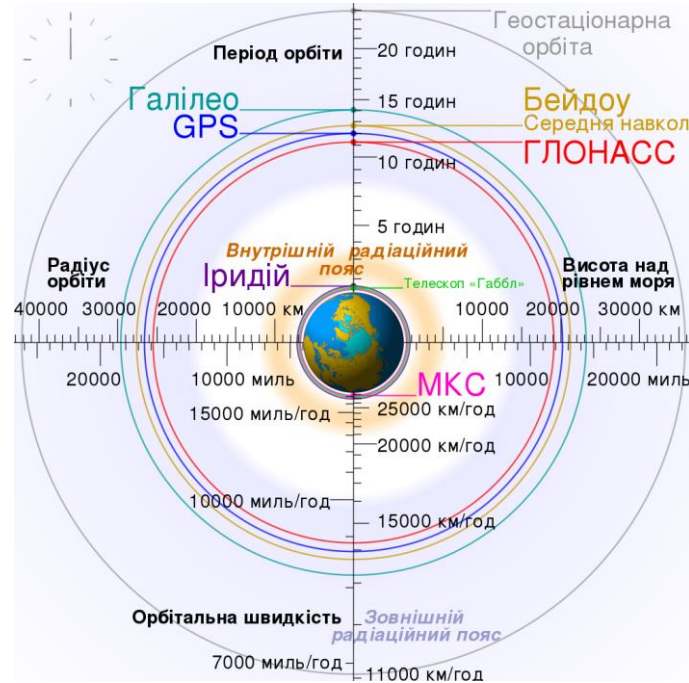 Геостаціонарна
орбіта
Період орбіти
20 годин
15 годин
Галілео
Бейдоу
GPS
Середня навкол
ГЛОНАСС
10 годин
5 годин
Внутрішній радіаційний
пояс
Радіус
орбіти
Іридій
Телескоп «Габбл»
Висота над
рівнем моря
40000 30000 20000 10000 км
10000 20000 30000 км
20000 10000 миль
10000 20000 миль
МКС
25000 км/год
15000 миль/год
20000 км/год
10000 миль/год
15000 км/год
Орбітальна швидкість
Зовнішній
радіаційний пояс
7000 миль/год
11000 км/год